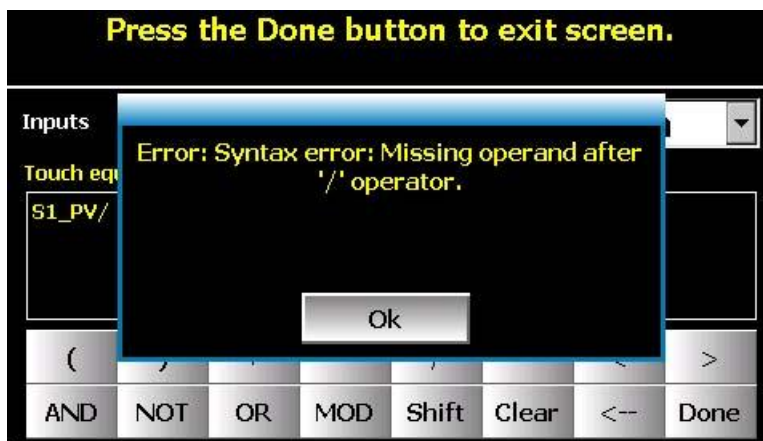 Press the Done button to exit screen.
Inputs
Error: Syntax error: Missing operand after
'/' operator.
Touch equ
S1_PV/
Ok
( >
AND NOT OR MOD Shift Clear <-- Done